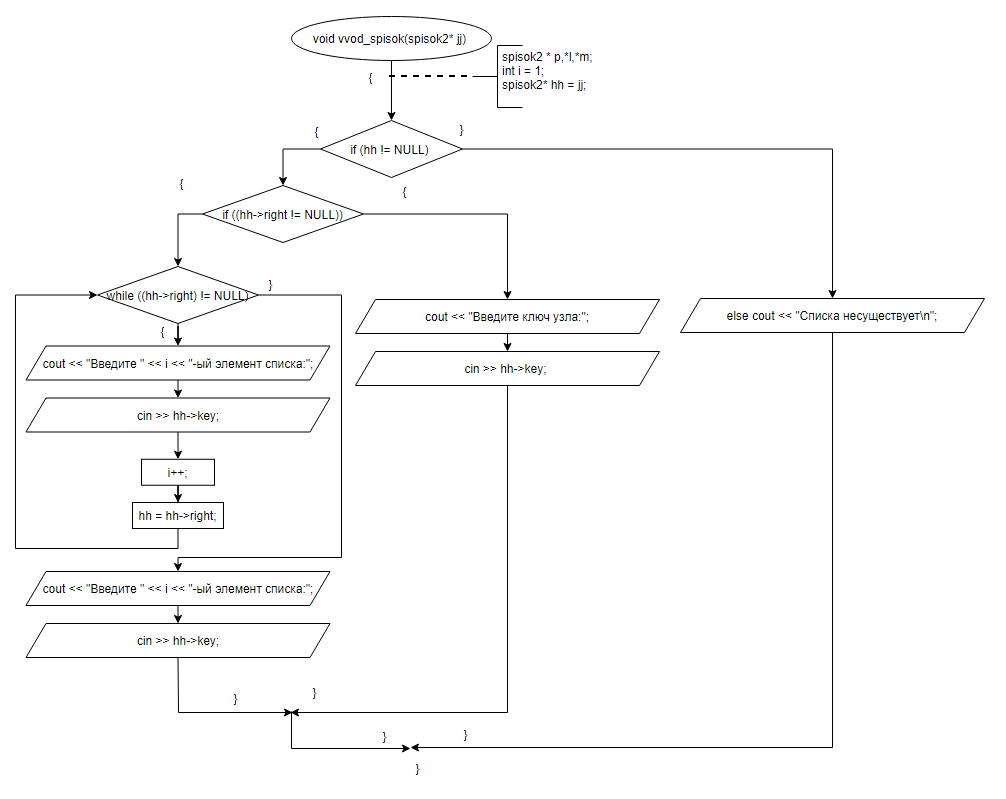 void vvod_spisok(spisok2* jj)
{
spisok2 * p,*l,*m;
int i = 1;
spisok2* hh = jj;
{
}
if (hh != NULL)
{
{
if ((hh->right != NULL))
while ((hh->right) != NULL)
}
{
cout << "Введите " << i << "-ый элемент списка:";
cin >> hh->key;
i++;
hh = hh->right;
cout << "Введите " << i << "-ый элемент списка:";
cin >> hh->key;
}
cout << "Введите ключ узла:";
cin >> hh->key;
}
else cout << "Списка несуществует\n";
}
}
}